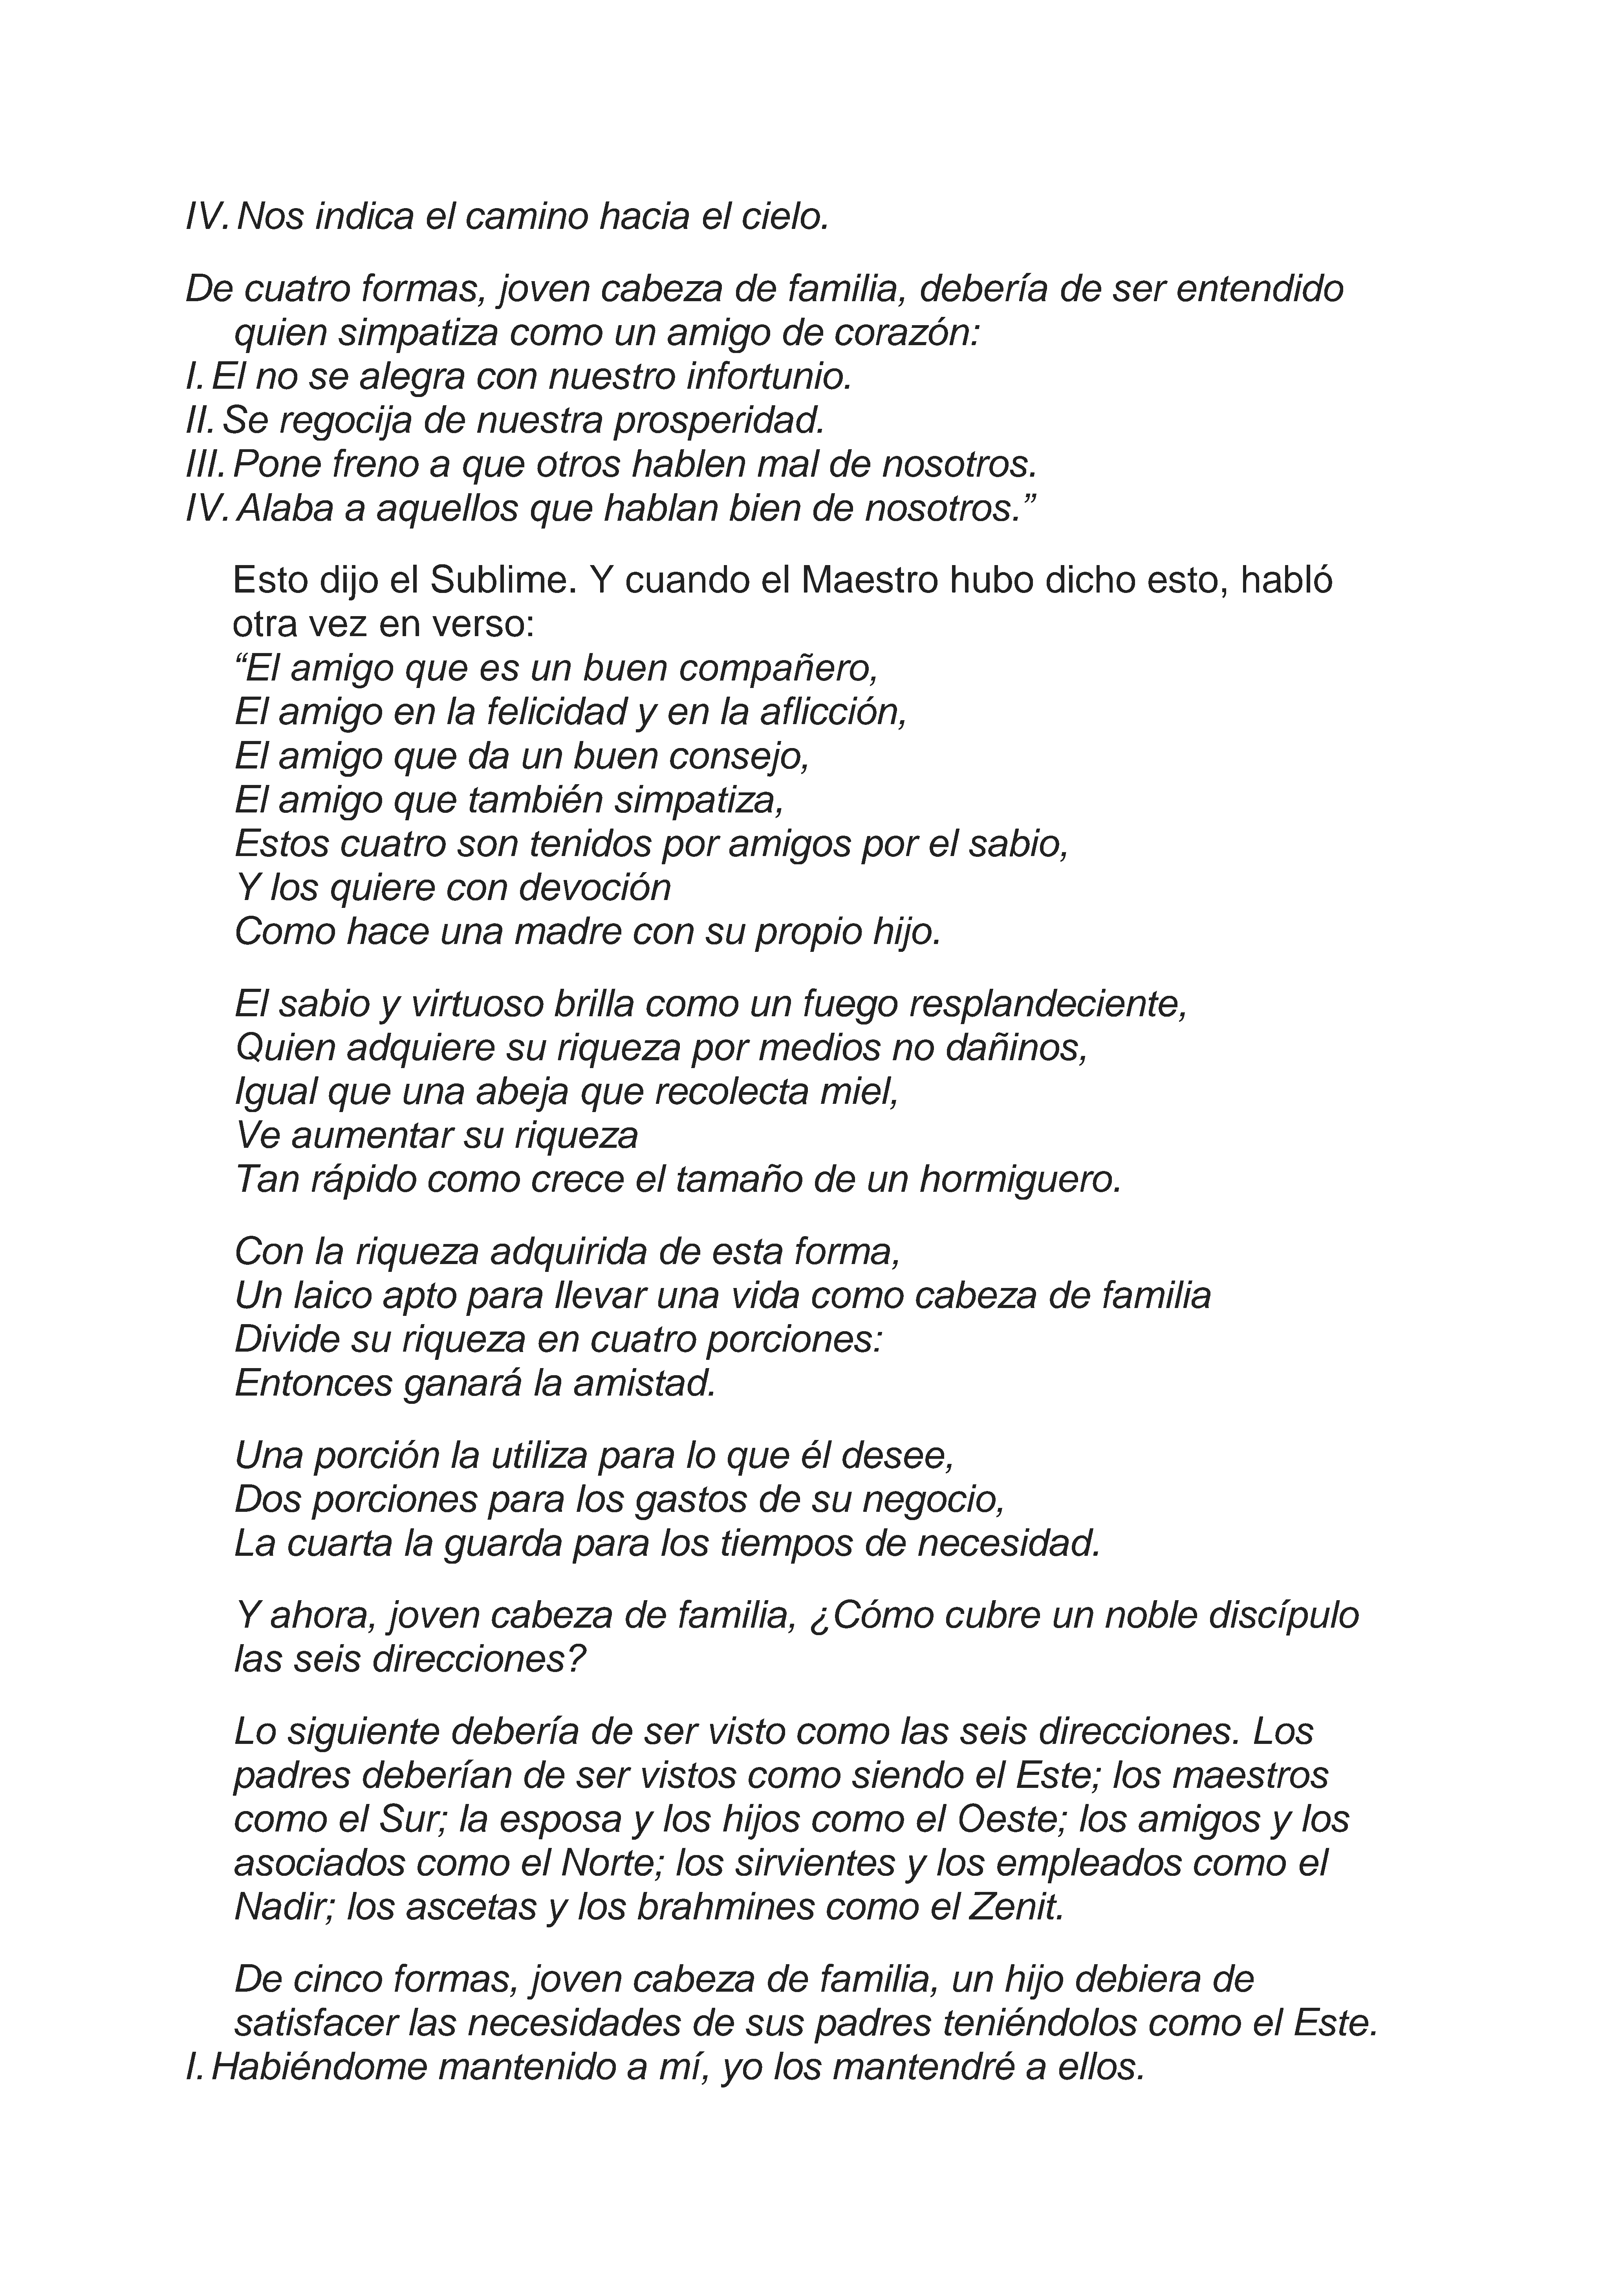 IV. Nos indica el camino hacia el cielo.
De cuatro formas, joven cabeza de familia, debería de ser entendido
quien simpatiza como un amigo de corazón:
I. El no se alegra con nuestro infortunio.
II. Se regocija de nuestra prosperidad.
III. Pone freno a que otros hablen mal de nosotros.
IV. Alaba a aquellos que hablan bien de nosotros.”
Esto dijo el Sublime. Y cuando el Maestro hubo dicho esto, habló
otra vez en verso:
“El amigo que es un buen compañero,
El amigo en la felicidad y en la aflicción,
El amigo que da un buen consejo,
El amigo que también simpatiza,
Estos cuatro son tenidos por amigos por el sabio,
Y los quiere con devoción
Como hace una madre con su propio hijo.
El sabio y virtuoso brilla como un fuego resplandeciente,
Quien adquiere su riqueza por medios no dañinos,
Igual que una abeja que recolecta miel,
Ve aumentar su riqueza
Tan rápido como crece el tamaño de un hormiguero.
Con la riqueza adquirida de esta forma,
Un laico apto para llevar una vida como cabeza de familia
Divide su riqueza en cuatro porciones:
Entonces ganará la amistad.
Una porción la utiliza para lo que él desee,
Dos porciones para los gastos de su negocio,
La cuarta la guarda para los tiempos de necesidad.
Y ahora, joven cabeza de familia, ¿Cómo cubre un noble discípulo
las seis direcciones?
Lo siguiente debería de ser visto como las seis direcciones. Los
padres deberían de ser vistos como siendo el Este; los maestros
como el Sur; la esposa y los hijos como el Oeste; los amigos y los
asociados como el Norte; los sirvientes y los empleados como el
Nadir; los ascetas y los brahmines como el Zenit.
De cinco formas, joven cabeza de familia, un hijo debiera de
satisfacer las necesidades de sus padres teniéndolos como el Este.
I. Habiéndome mantenido a mí, yo los mantendré a ellos.